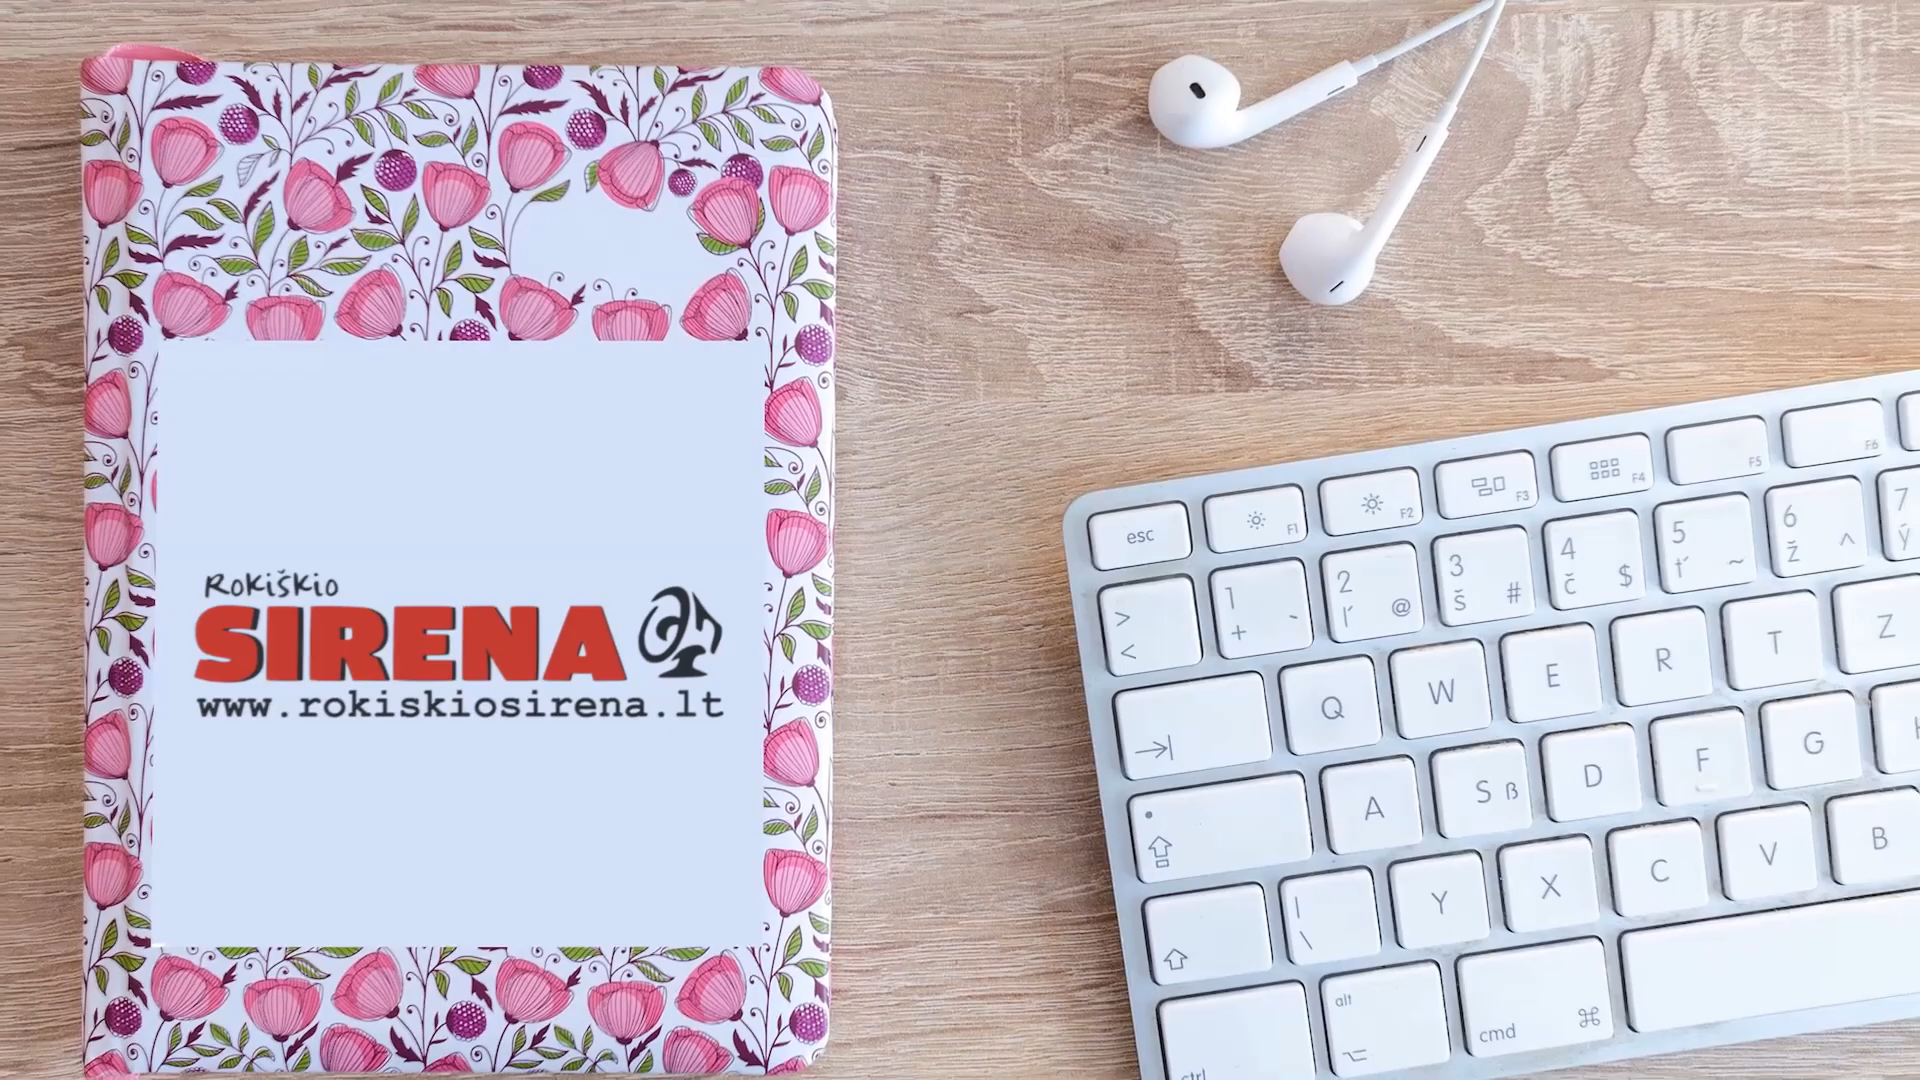 Rokiškio
SIRENA
www.rokiskiosirena.lt
esc F1 F2 F3 F4 F5 F6
> < 1 + 2 ľ @ 3 š # 4 č $ 5 ť ~ 6 ž ^ 7 ý
Q W E R T Z
A S ß D F G
| \ Y X C V B
ctrl alt cmd ⌘